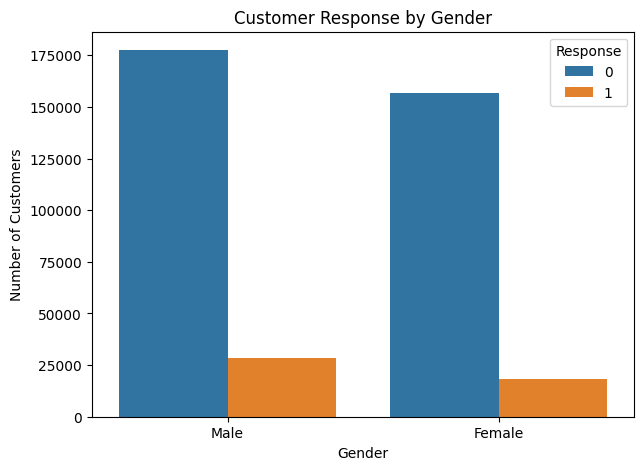 Customer Response by Gender
Response
0
1
175000
150000
125000
100000
75000
50000
25000
0
Number of Customers
Male
Female
Gender